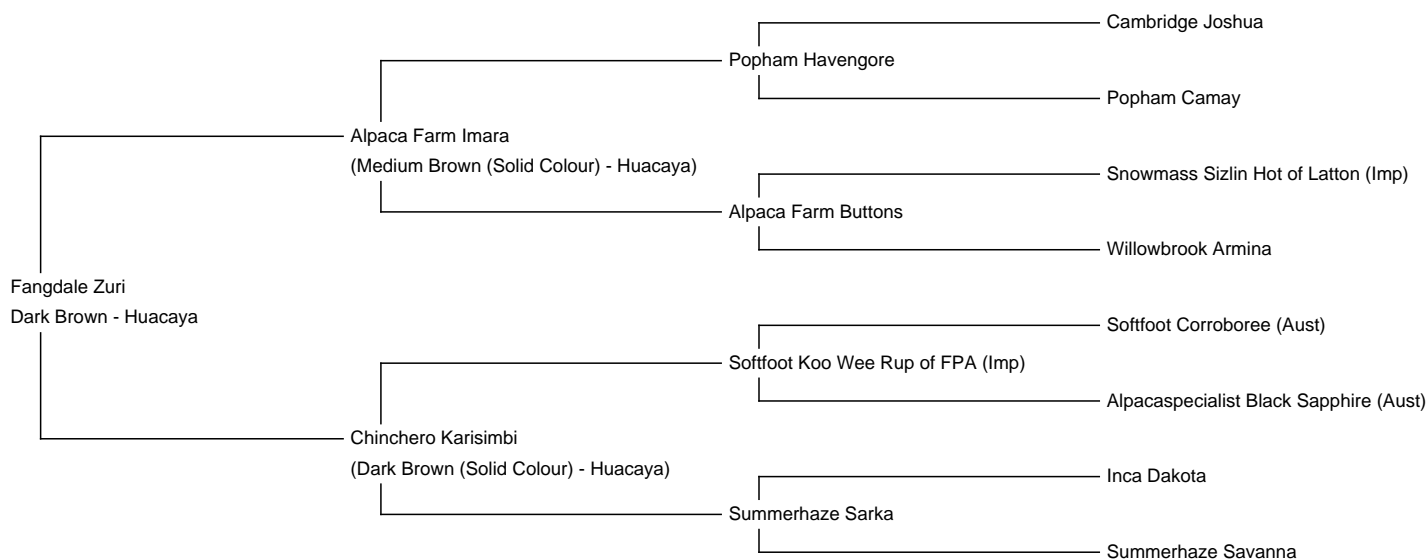 Cambridge Joshua
Popham Havengore
Popham Camay
Alpaca Farm Imara
(Medium Brown (Solid Colour) - Huacaya)
Snowmass Sizlin Hot of Latton (Imp)
Alpaca Farm Buttons
Willowbrook Armina
Fangdale Zuri
Dark Brown - Huacaya
Softfoot Corroboree (Aust)
Softfoot Koo Wee Rup of FPA (Imp)
Alpacaspecialist Black Sapphire (Aust)
Chinchero Karisimbi
(Dark Brown (Solid Colour) - Huacaya)
Inca Dakota
Summerhaze Sarka
Summerhaze Savanna